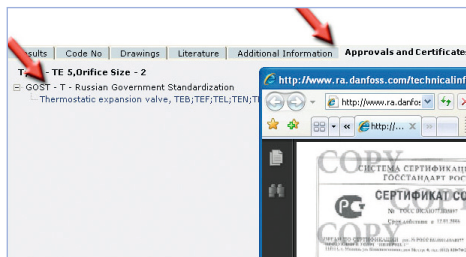 sults Code No Drawings Literature Additional Information Approvals and Certificates
TE 5,Orifice Size - 2
GOST - T - Russian Government Standardization
Thermostatic expansion valve, TEB;TEF;TEL;TEN;TE
http://www.ra.danfoss.com/technicalinf
http://www.ra.danfos
http://...
COPY
СИСТЕМА СЕРТИФИКАЦ
ГОССТАНДАРТ РОС
СЕРТИФИКАТ СО
COPY